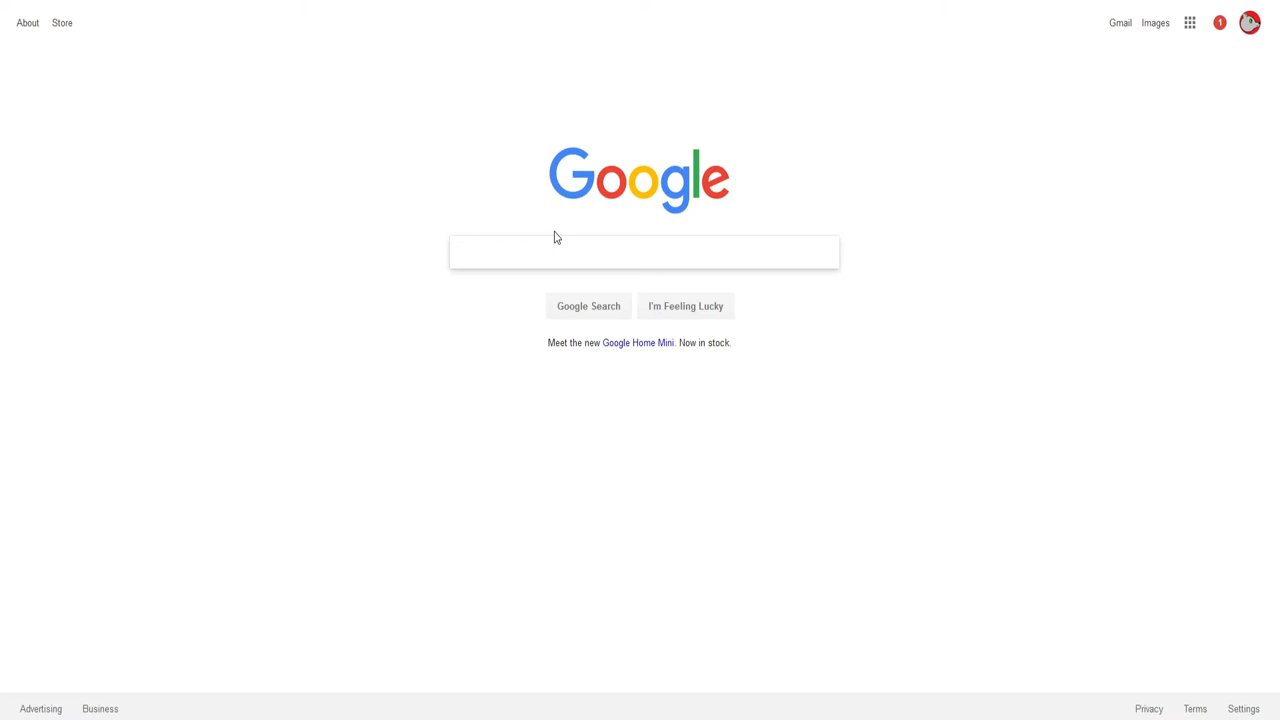 About Store
Gmail Images 1
Google
Google Search I'm Feeling Lucky
Meet the new Google Home Mini. Now in stock.
Advertising Business
Privacy Terms Settings